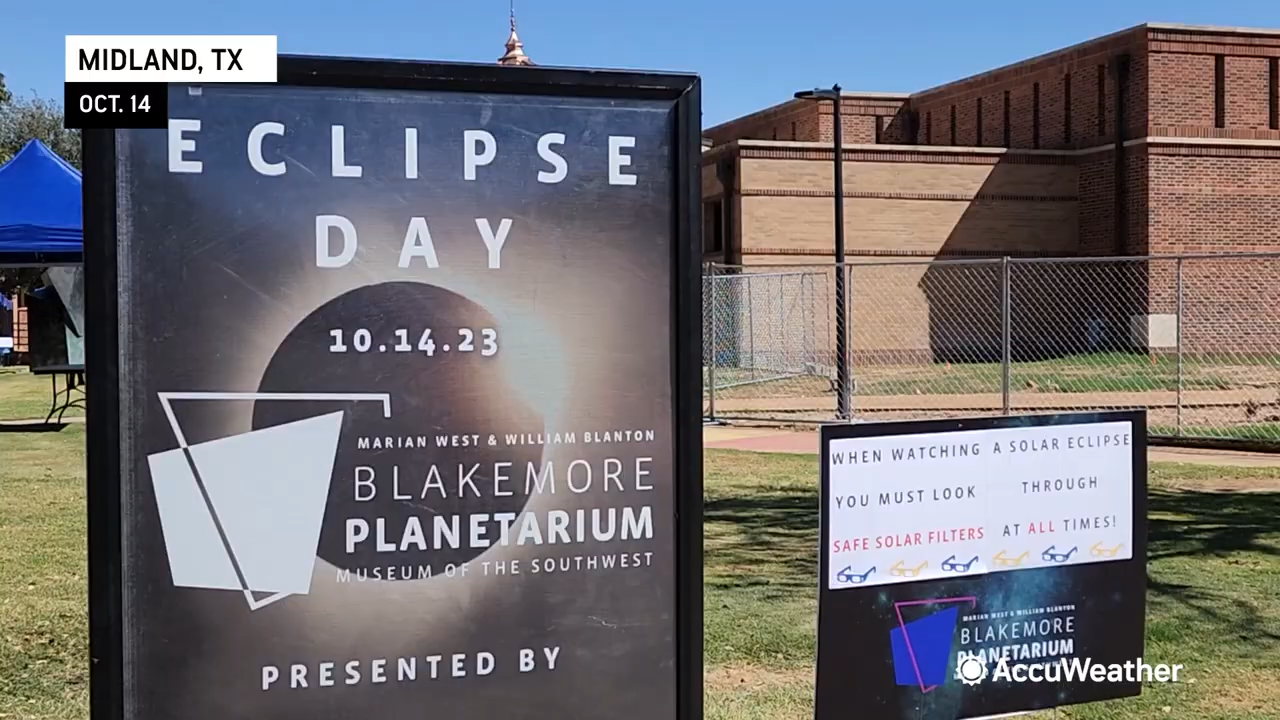 MIDLAND, TX
OCT. 14
ECLIPSE
DAY
10.14.23
MARIAN WEST & WILLIAM BLANTON
BLAKEMORE
PLANETARIUM
MUSEUM OF THE SOUTHWEST
PRESENTED BY
WHEN WATCHING A SOLAR ECLIPSE
YOU MUST LOOK THROUGH
SAFE SOLAR FILTERS AT ALL TIMES!
MARIAN WEST & WILLIAM BLANTON
BLAKEMORE
PLANETARIUM
AccuWeather